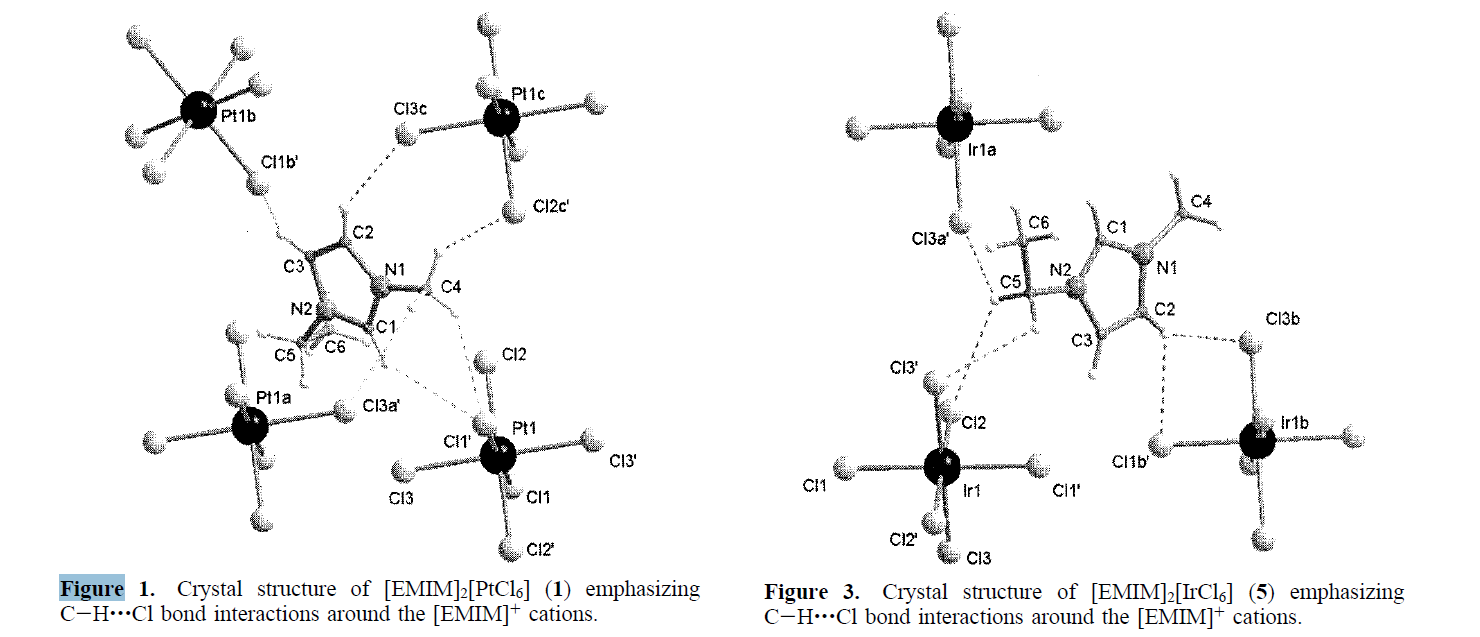 Pt1b
Cl1b'
Cl3c
Pt1c
Cl2c'
C2
C3
N1
C4
N2
C1
C5
C6
Cl2
Pt1a
Cl3a'
Cl1'
Pt1
Cl3'
Cl3
Cl1
Cl2'
Figure 1. Crystal structure of [EMIM]₂[PtCl₆] (1) emphasizing
C−H···Cl bond interactions around the [EMIM]⁺ cations.
Ir1a
Cl3a'
C6
C1
C4
C5
N2
N1
C2
C3
Cl3b
Cl3'
Cl2
Ir1b
Cl1b'
Cl1
Ir1
Cl1'
Cl2'
Cl3
Figure 3. Crystal structure of [EMIM]₂[IrCl₆] (5) emphasizing
C−H···Cl bond interactions around the [EMIM]⁺ cations.